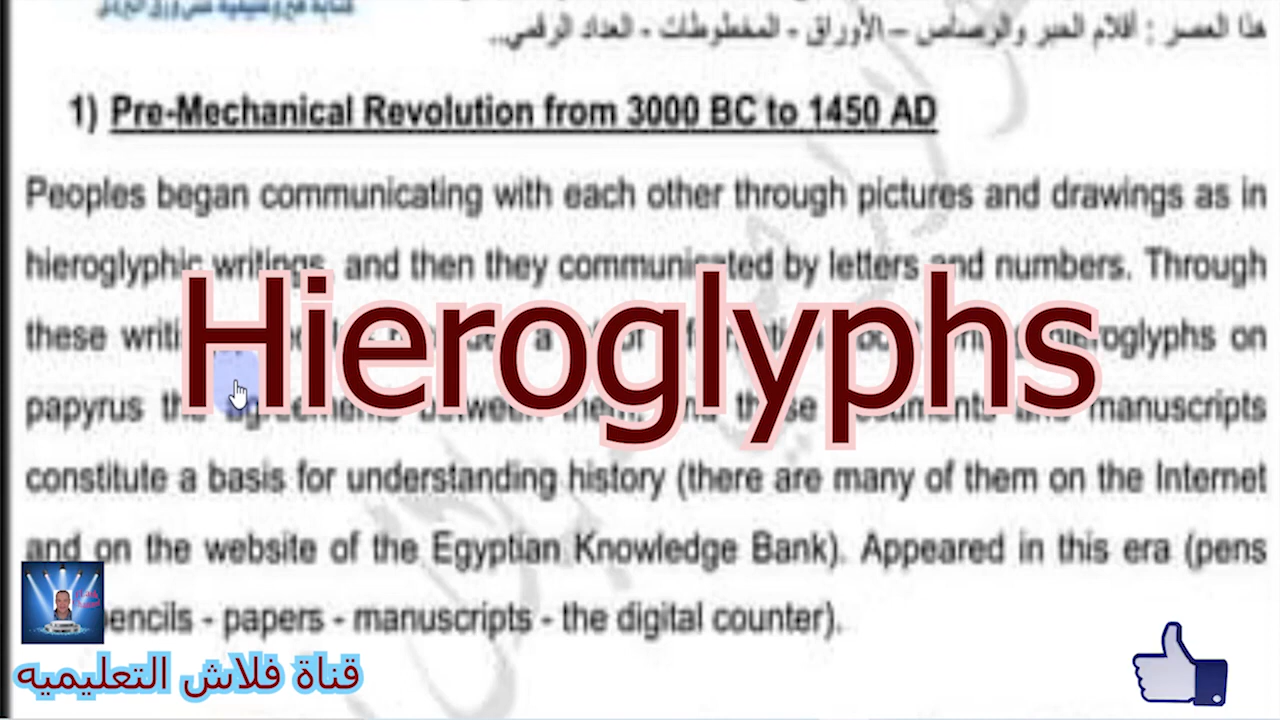 هذا العصر : أقلام الحبر والرصاص – الأوراق - المخطوطات - العداد الرقمي..
1) Pre-Mechanical Revolution from 3000 BC to 1450 AD
Peoples began communicating with each other through pictures and drawings as in
hieroglyphic writings, and then they communicated by letters and numbers. Through
these hieroglyphs on
Hieroglyphs
papyrus between manuscripts
constitute a basis for understanding history (there are many of them on the Internet
and on the website of the Egyptian Knowledge Bank). Appeared in this era (pens
pencils - papers - manuscripts - the digital counter).
قناة فلاش التعليميه